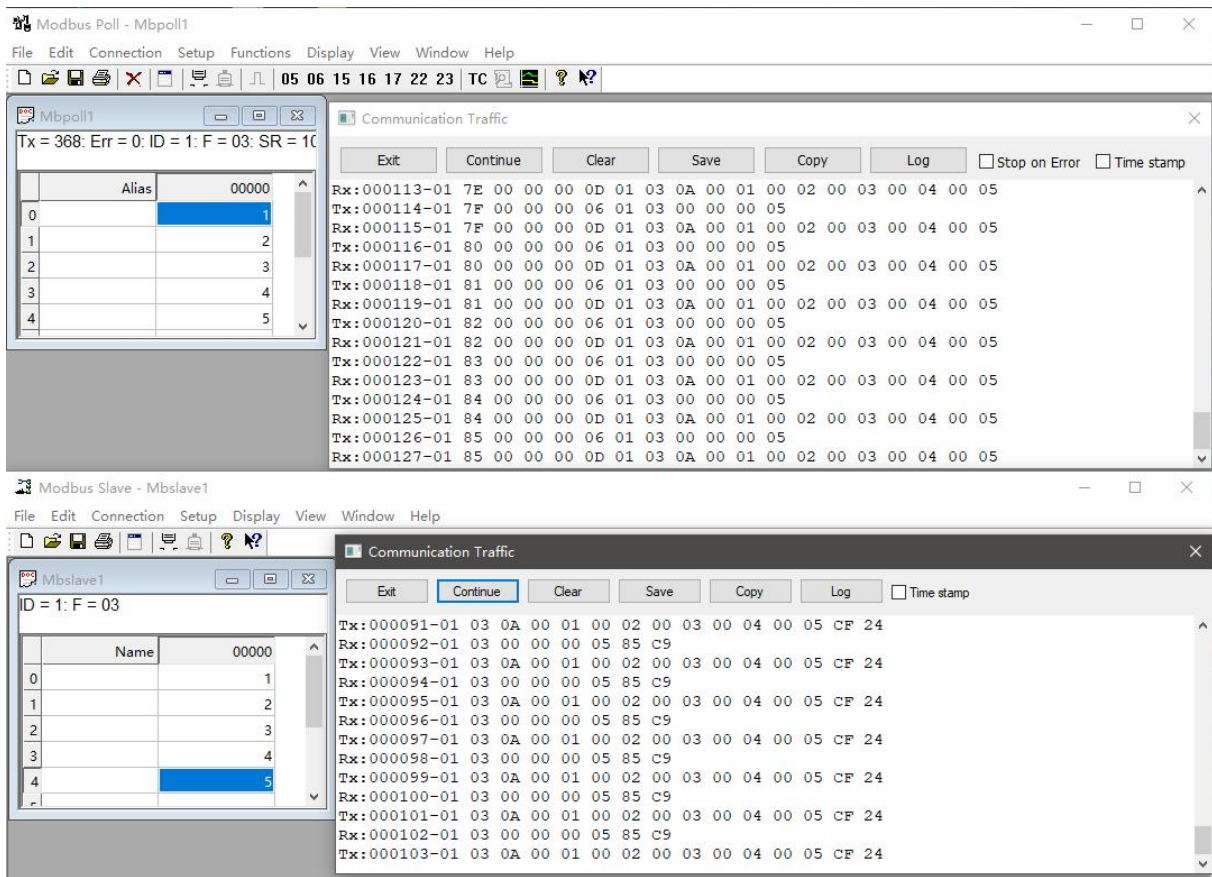 Modbus Poll - Mbpoll1
File Edit Connection Setup Functions Display View Window Help
05 06 15 16 17 22 23 TC
Mbpoll1
Tx = 368: Err = 0: ID = 1: F = 03: SR = 10
Alias 00000
0 1
1 2
2 3
3 4
4 5
Communication Traffic
Exit Continue Clear Save Copy Log Stop on Error Time stamp
Rx:000113-01 7E 00 00 00 0D 01 03 0A 00 01 00 02 00 03 00 04 00 05
Tx:000114-01 7F 00 00 00 06 01 03 00 00 00 05
Rx:000115-01 7F 00 00 00 0D 01 03 0A 00 01 00 02 00 03 00 04 00 05
Tx:000116-01 80 00 00 00 06 01 03 00 00 00 05
Rx:000117-01 80 00 00 00 0D 01 03 0A 00 01 00 02 00 03 00 04 00 05
Tx:000118-01 81 00 00 00 06 01 03 00 00 00 05
Rx:000119-01 81 00 00 00 0D 01 03 0A 00 01 00 02 00 03 00 04 00 05
Tx:000120-01 82 00 00 00 06 01 03 00 00 00 05
Rx:000121-01 82 00 00 00 0D 01 03 0A 00 01 00 02 00 03 00 04 00 05
Tx:000122-01 83 00 00 00 06 01 03 00 00 00 05
Rx:000123-01 83 00 00 00 0D 01 03 0A 00 01 00 02 00 03 00 04 00 05
Tx:000124-01 84 00 00 00 06 01 03 00 00 00 05
Rx:000125-01 84 00 00 00 0D 01 03 0A 00 01 00 02 00 03 00 04 00 05
Tx:000126-01 85 00 00 00 06 01 03 00 00 00 05
Rx:000127-01 85 00 00 00 0D 01 03 0A 00 01 00 02 00 03 00 04 00 05
Modbus Slave - Mbslave1
File Edit Connection Setup Display View Window Help
Mbslave1
ID = 1: F = 03
Name 00000
0 1
1 2
2 3
3 4
4 5
Communication Traffic
Exit Continue Clear Save Copy Log Time stamp
Tx:000091-01 03 0A 00 01 00 02 00 03 00 04 00 05 CF 24
Rx:000092-01 03 00 00 00 05 85 C9
Tx:000093-01 03 0A 00 01 00 02 00 03 00 04 00 05 CF 24
Rx:000094-01 03 00 00 00 05 85 C9
Tx:000095-01 03 0A 00 01 00 02 00 03 00 04 00 05 CF 24
Rx:000096-01 03 00 00 00 05 85 C9
Tx:000097-01 03 0A 00 01 00 02 00 03 00 04 00 05 CF 24
Rx:000098-01 03 00 00 00 05 85 C9
Tx:000099-01 03 0A 00 01 00 02 00 03 00 04 00 05 CF 24
Rx:000100-01 03 00 00 00 05 85 C9
Tx:000101-01 03 0A 00 01 00 02 00 03 00 04 00 05 CF 24
Rx:000102-01 03 00 00 00 05 85 C9
Tx:000103-01 03 0A 00 01 00 02 00 03 00 04 00 05 CF 24